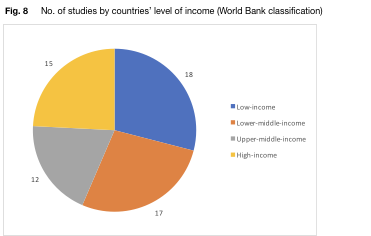 Fig. 8 No. of studies by countries' level of income (World Bank classification)
15
18
12
17
Low-income
Lower-middle-income
Upper-middle-income
High-income